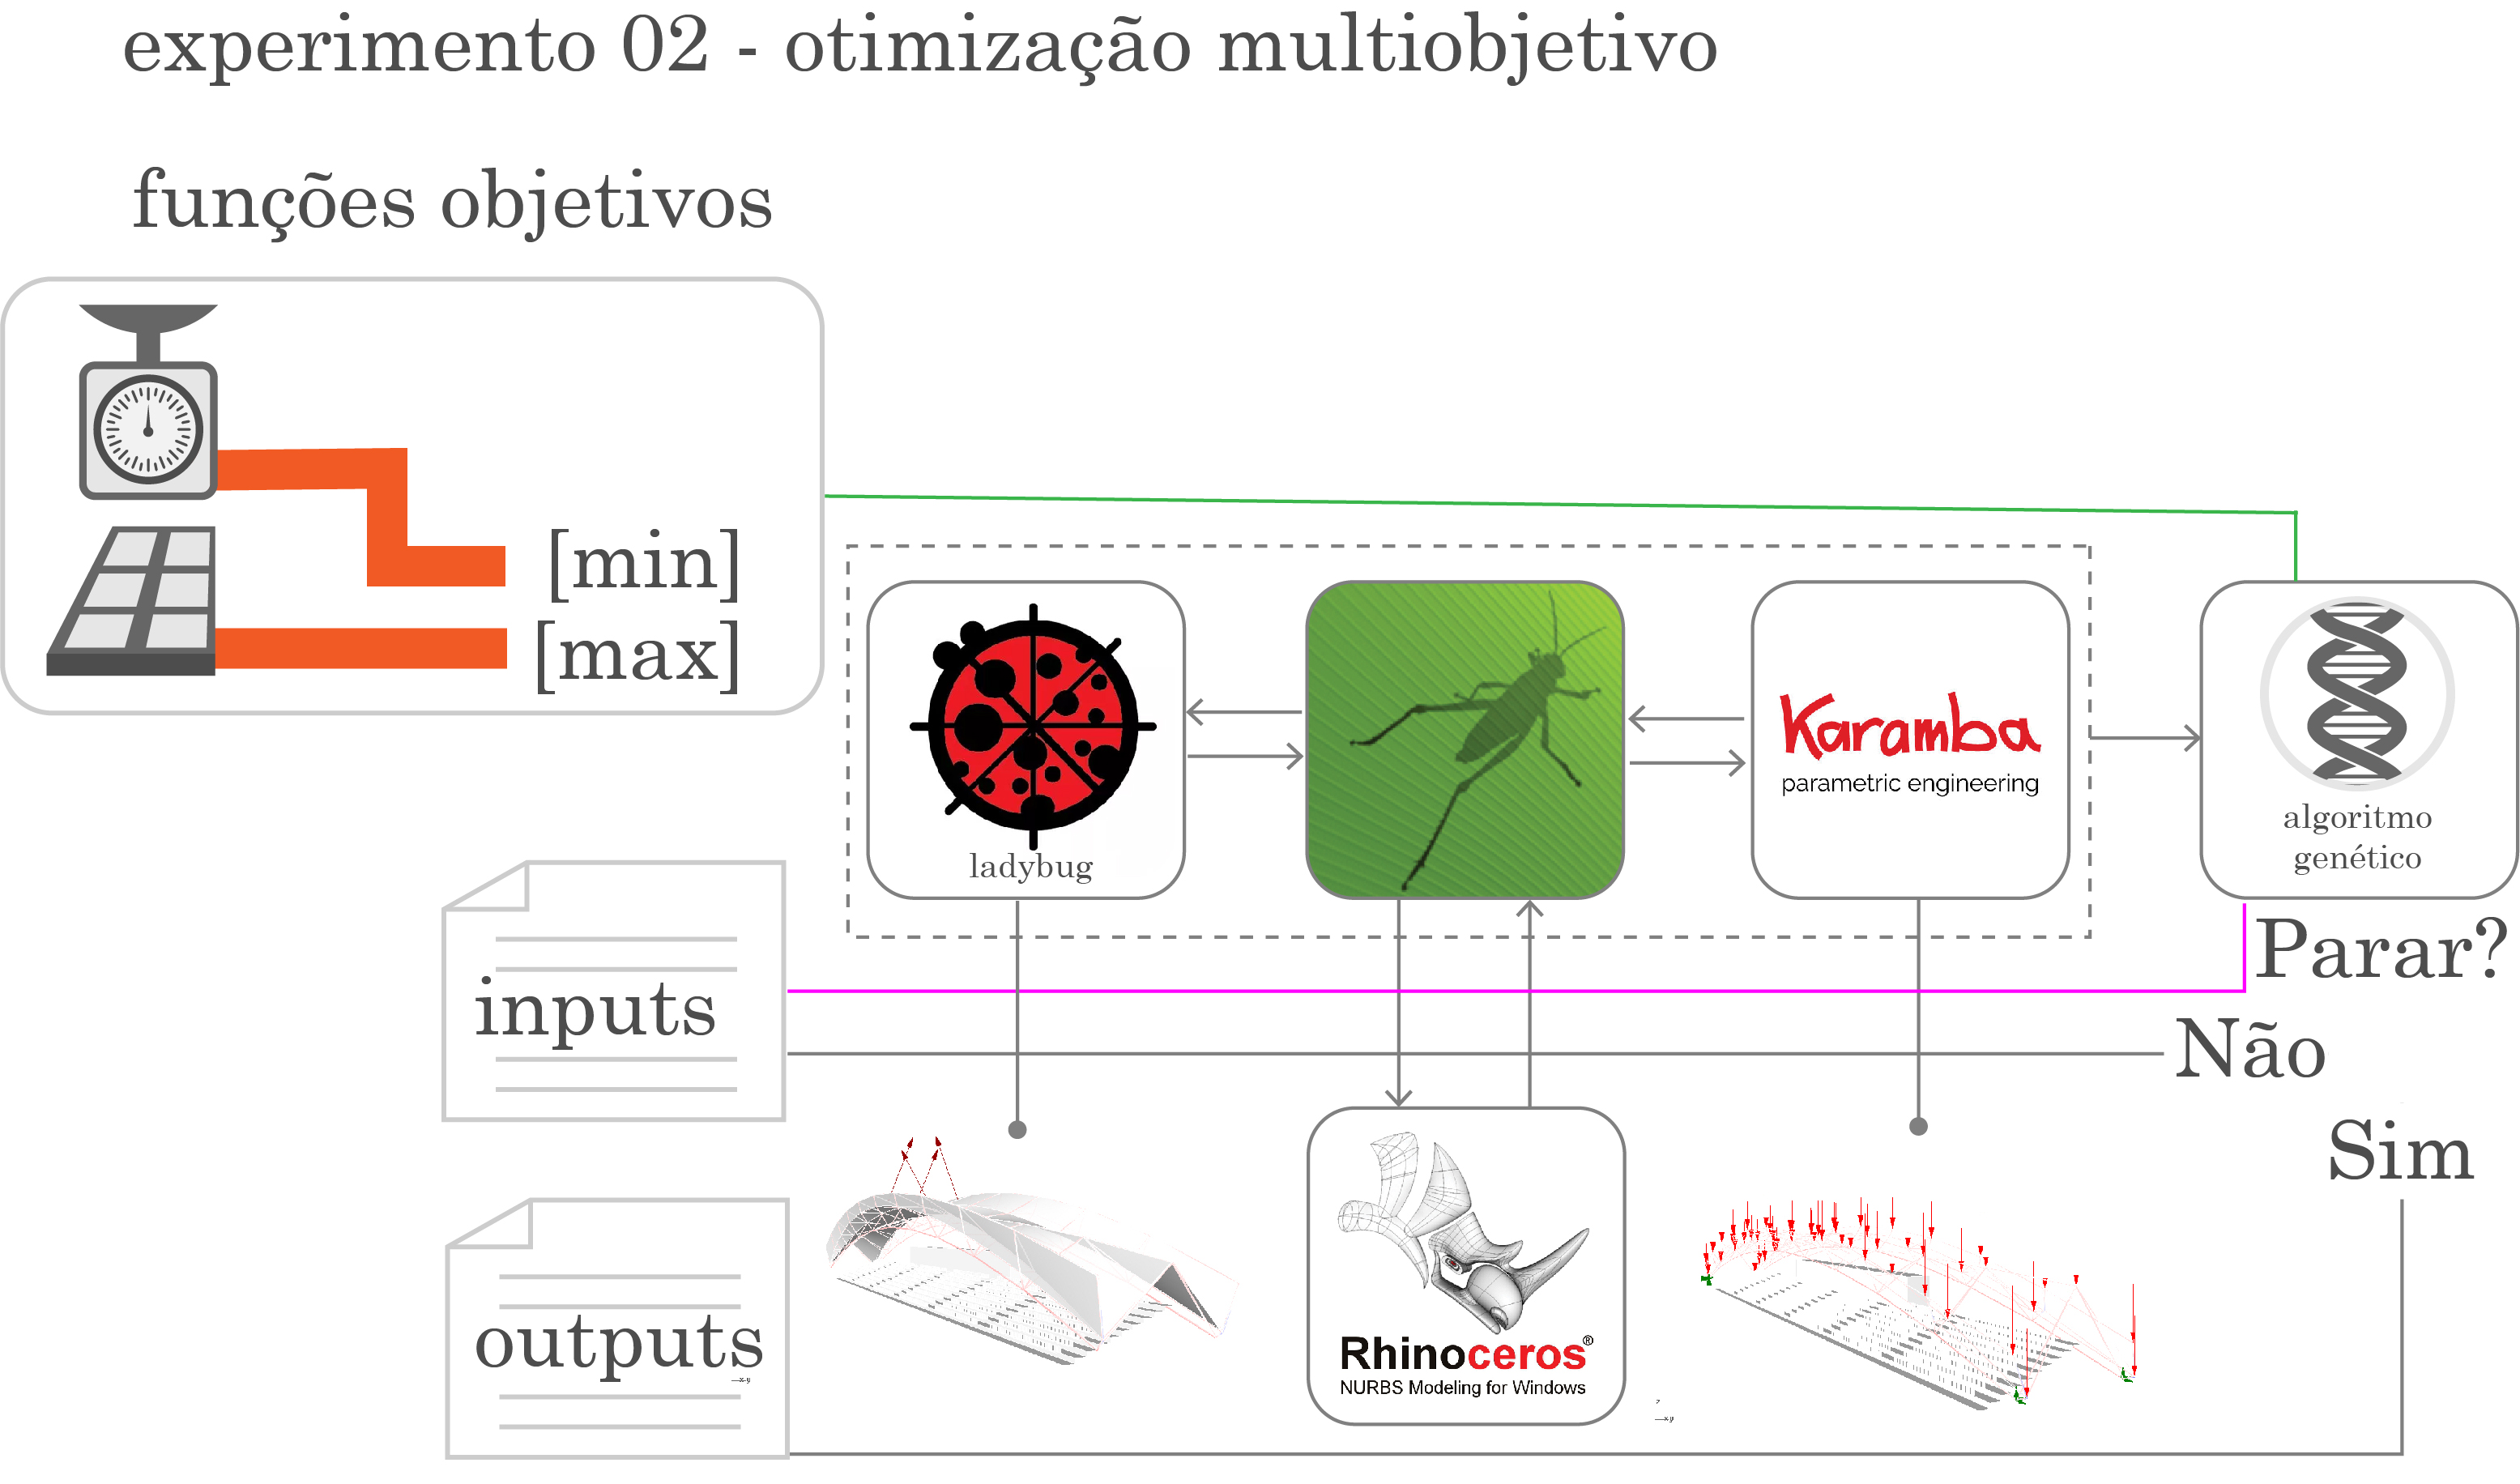 experimento 02 - otimização multiobjetivo
funções objetivos
[min]
[max]
ladybug
Karamba
parametric engineering
algoritmo
genético
Parar?
inputs
Não
Sim
outputs
Rhinoceros®
NURBS Modeling for Windows